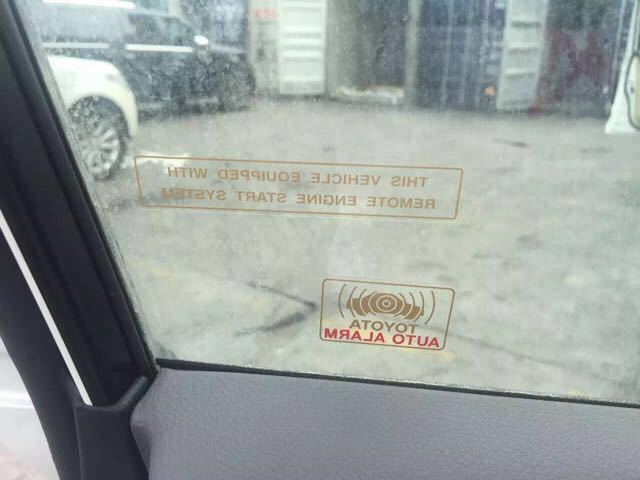 THIS VEHICLE EQUIPPED WITH
REMOTE ENGINE START SYSTEM
TOYOTA
AUTO ALARM